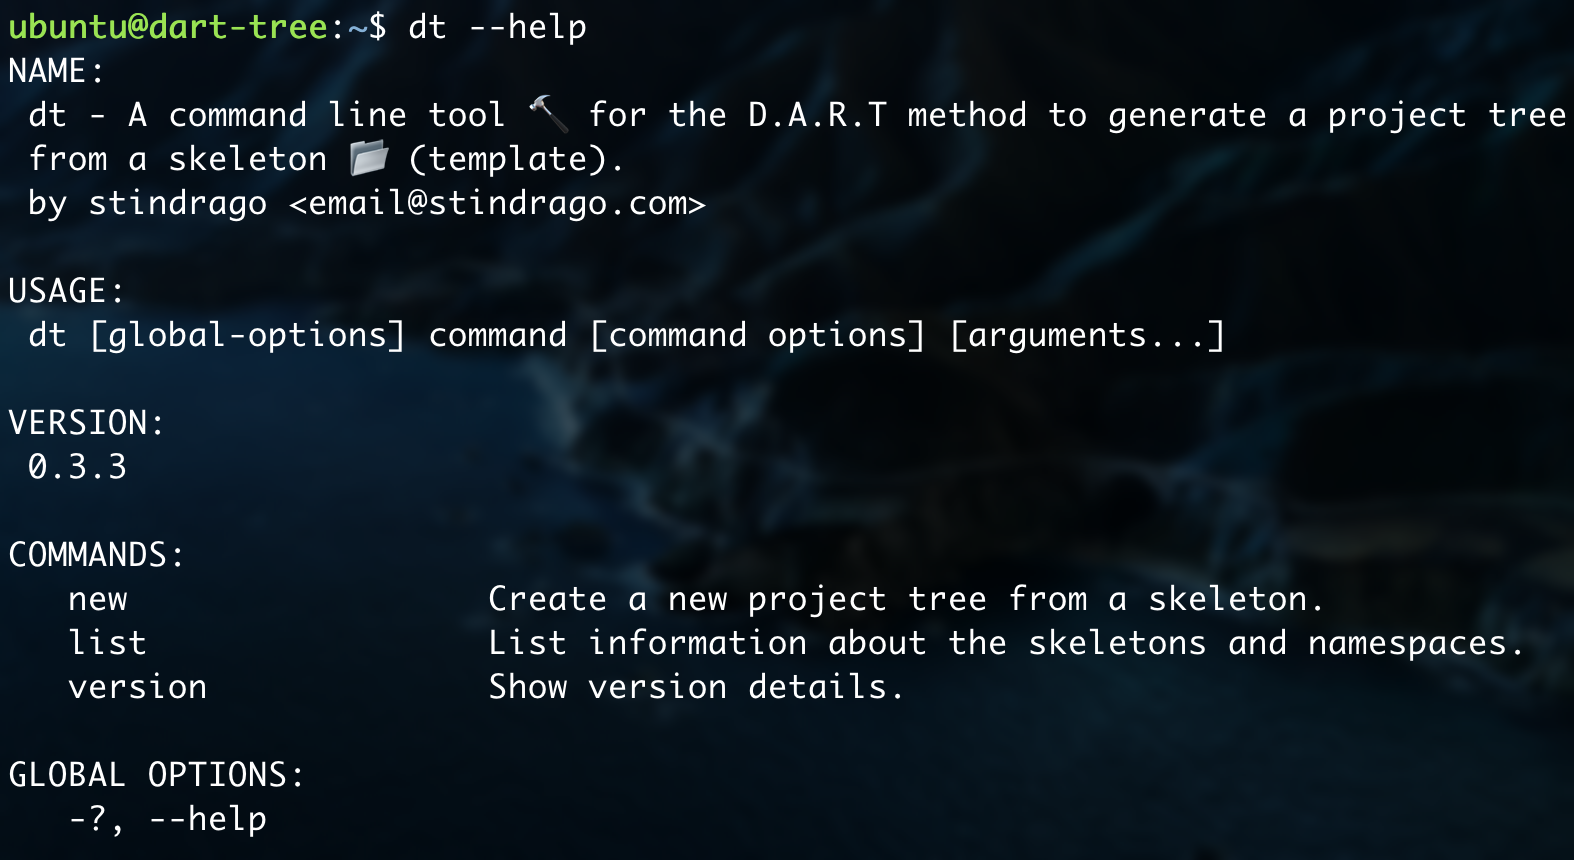 ubuntu@dart-tree:~$ dt --help
NAME:
dt - A command line tool 🔨 for the D.A.R.T method to generate a project tree
from a skeleton 📂 (template).
by stindrago <email@stindrago.com>
USAGE:
dt [global-options] command [command options] [arguments...]
VERSION:
0.3.3
COMMANDS:
new Create a new project tree from a skeleton.
list List information about the skeletons and namespaces.
version Show version details.
GLOBAL OPTIONS:
-?, --help